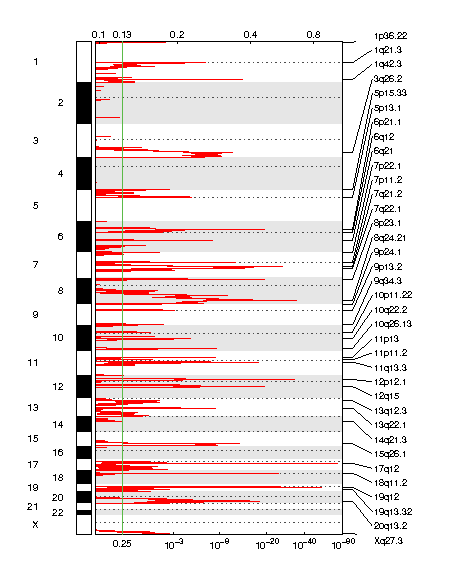 0.1 0.13 0.2 0.4 0.8
1p36.22
1q21.3
1q42.3
3q26.2
5p15.33
5p13.1
6p21.1
6q12
6q21
7p22.1
7p11.2
7q21.2
7q22.1
8p23.1
8q24.21
9p24.1
9p13.2
9q34.3
10p11.22
10q22.2
10q26.13
11p13
11p11.2
11q13.3
12p12.1
12q15
13q12.3
13q22.1
14q21.3
15q26.1
17q12
18q11.2
19q12
19q13.32
20q13.2
Xq27.3
1
2
3
4
5
6
7
8
9
10
11
12
13
14
15
16
17
18
19
20
21
22
X
0.25 10⁻³ 10⁻⁹ 10⁻²⁰ 10⁻⁴⁰ 10⁻⁹⁰